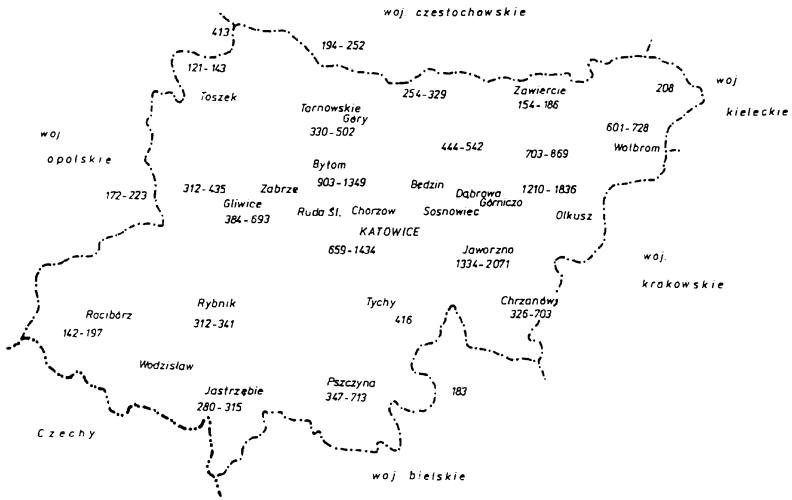 woj. czestochowskie
413
194-252
121-143
Toszek
254-329
Zawiercie
154-186
208
woj
kieleckie
Tarnowskie
Góry
330-502
601-728
woj
opolskie
444-542
703-869
Wolbrom
Bytom
903-1349
172-223
312-435
Zabrze
Będzin
Dąbrowa
Górniczo
1210-1836
Gliwice
384-693
Ruda Śl.
Chorzow
Sosnowiec
Olkusz
KATOWICE
659-1434
Jaworzno
1334-2071
woj.
krakowskie
Racibórz
142-197
Rybnik
312-341
Tychy
416
Chrzanów
326-703
Wodzisław
Jastrzębie
280-315
Pszczyna
347-713
183
Czechy
woj bielskie